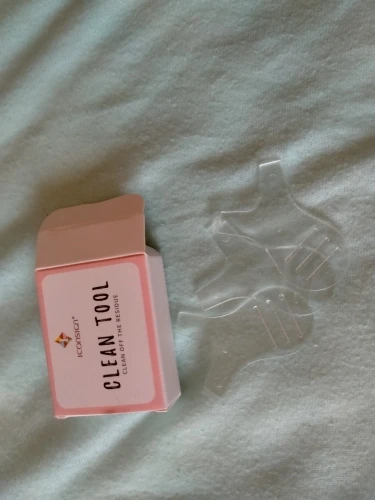 ICONSIGN®
CLEAN TOOL
CLEAN OFF THE RESIDUE